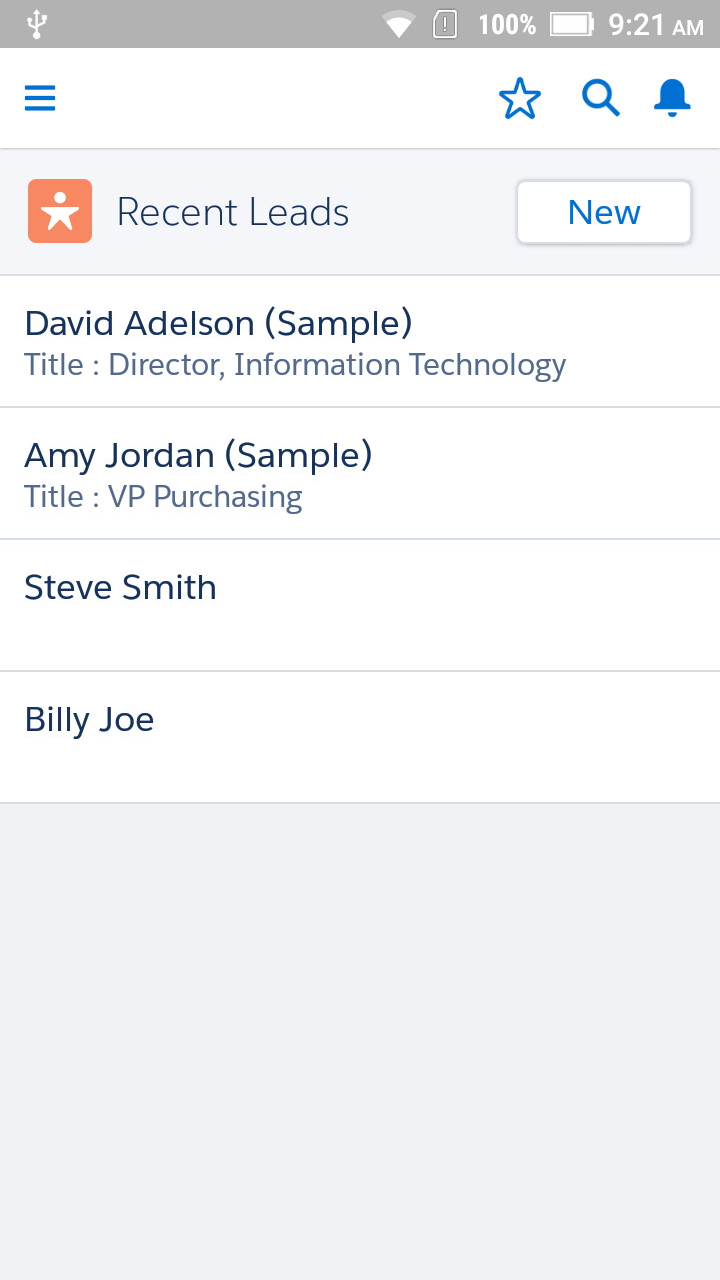 100% 9:21 AM
Recent Leads New
David Adelson (Sample)
Title : Director, Information Technology
Amy Jordan (Sample)
Title : VP Purchasing
Steve Smith
Billy Joe